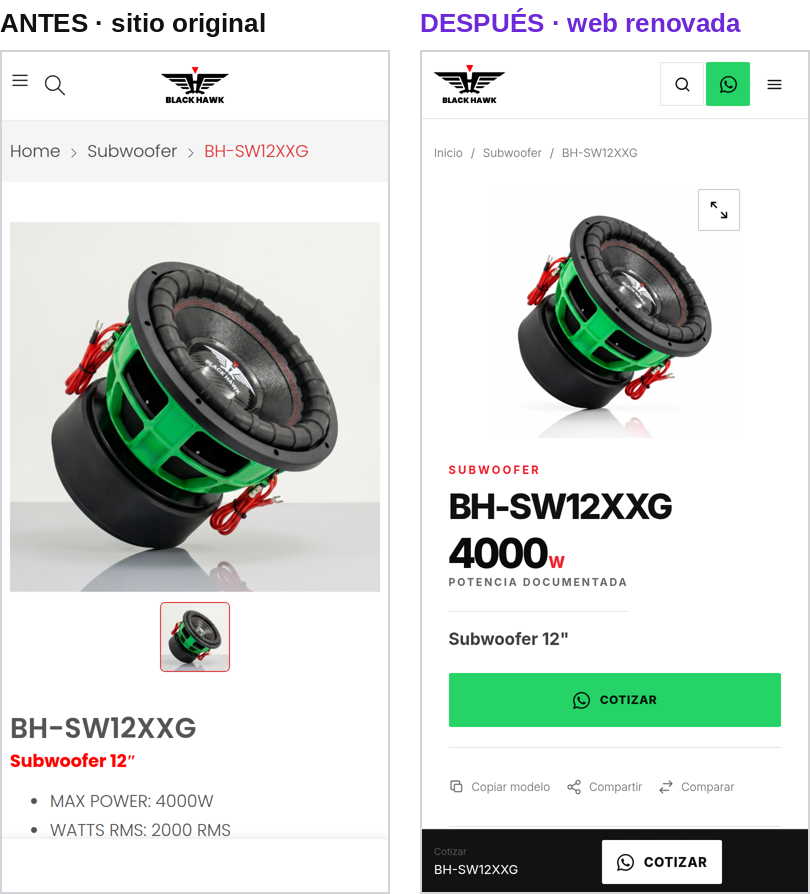 ANTES · sitio original
BLACK HAWK
Home > Subwoofer > BH-SW12XXG
BLACK HAWK
BH-SW12XXG
Subwoofer 12"
MAX POWER: 4000W
WATTS RMS: 2000 RMS
DESPUÉS · web renovada
BLACK HAWK
Inicio / Subwoofer / BH-SW12XXG
SUBWOOFER
BH-SW12XXG
4000W
POTENCIA DOCUMENTADA
Subwoofer 12"
COTIZAR
Copiar modelo Compartir Comparar
Cotizar
BH-SW12XXG
COTIZAR